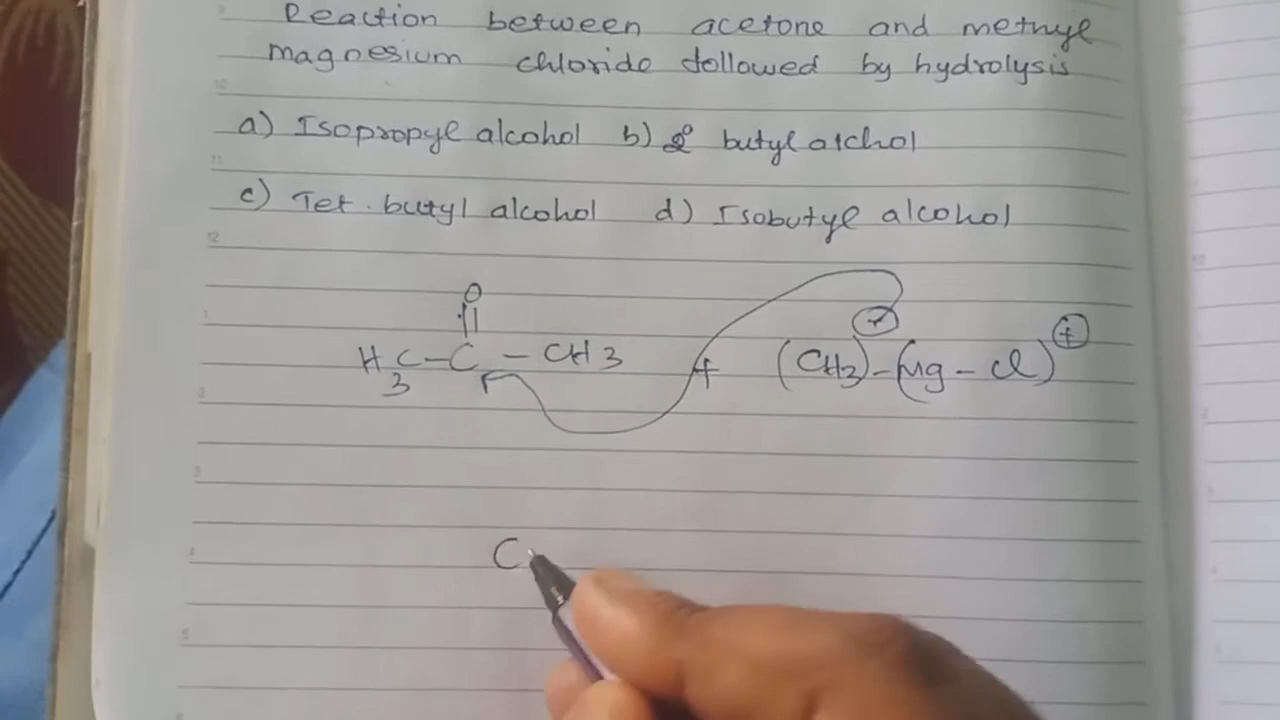 Reaction between acetone and methyl
magnesium chloride followed by hydrolysis
a) Isopropyl alcohol b) 2° butyl alchol
c) Tet. butyl alcohol d) Isobutyl alcohol
O
H3C-C-CH3 + (CH3)-(Mg-Cl)+
C